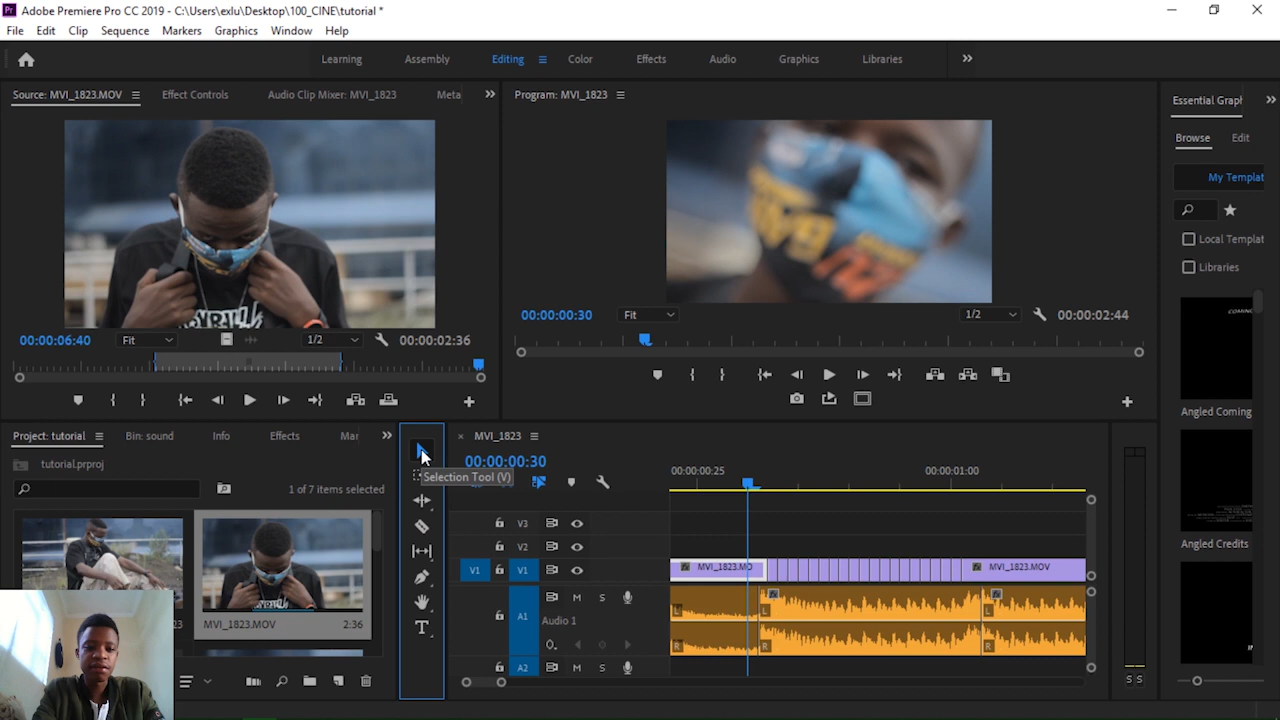 Pr Adobe Premiere Pro CC 2019 - C:\Users\exlu\Desktop\100_CINE\tutorial *
File Edit Clip Sequence Markers Graphics Window Help
Learning Assembly Editing Color Effects Audio Graphics Libraries
Source: MVI_1823.MOV Effect Controls Audio Clip Mixer: MVI_1823 Meta
Program: MVI_1823
Essential Graph
Browse Edit
My Templat
Local Templat
Libraries
00:00:06:40 Fit 1/2 00:00:02:36
00:00:00:30 Fit 1/2 00:00:02:44
COMING
Angled Coming
Angled Credits
Project: tutorial Bin: sound Info Effects Mar
tutorial.prproj
1 of 7 items selected
MVI_1823.MOV 2:36
Selection Tool (V)
T
MVI_1823
00:00:00:30
00:00:00:25 00:00:01:00
V3
V2
V1 V1 MVI_1823.MO MVI_1823.MOV
A1 M S
Audio 1
L L L
R R R
A2 M S
S S